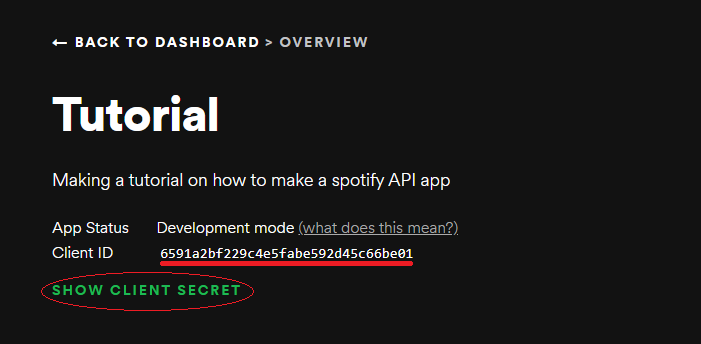 ← BACK TO DASHBOARD > OVERVIEW
Tutorial
Making a tutorial on how to make a spotify API app
App Status Development mode (what does this mean?)
Client ID 6591a2bf229c4e5fabe592d45c66be01
SHOW CLIENT SECRET